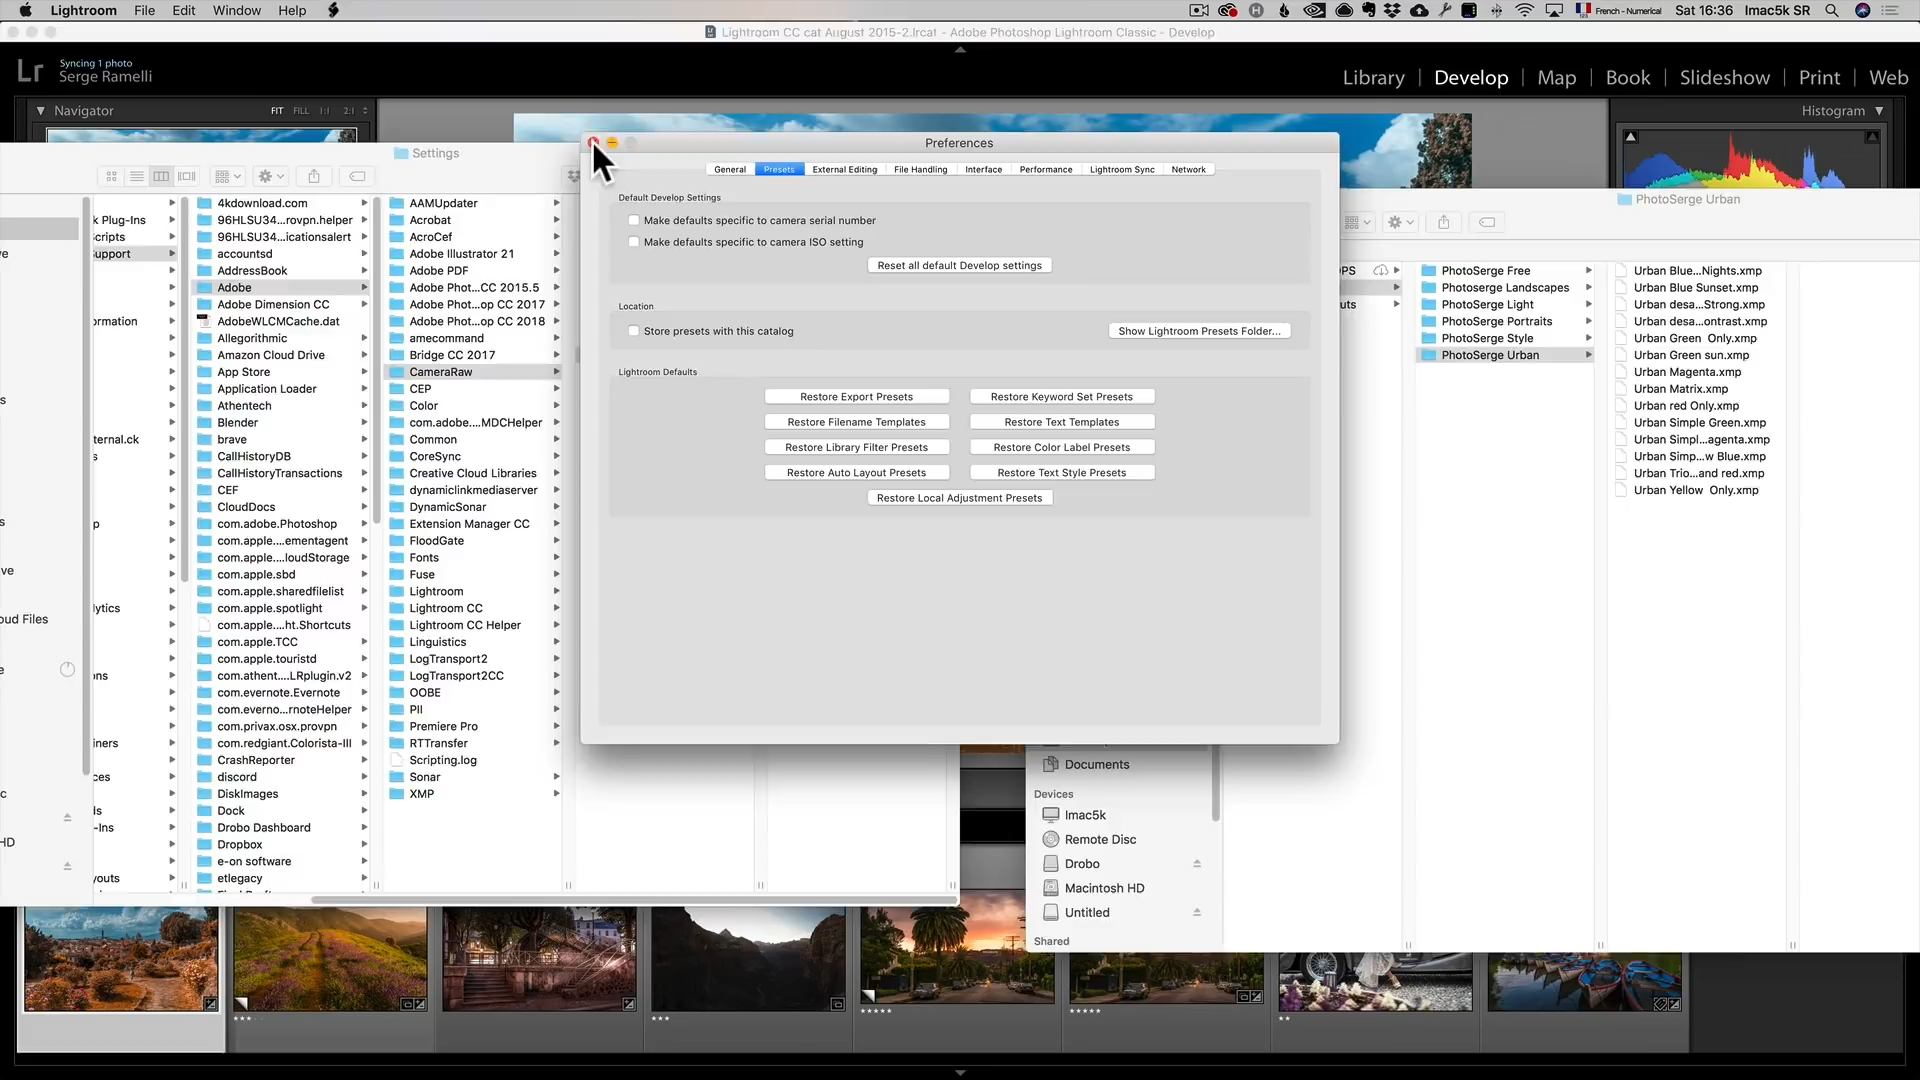 Lightroom File Edit Window Help
French - Numerical Sat 16:36 Imac5k SR
Lightroom CC cat August 2015-2.lrcat - Adobe Photoshop Lightroom Classic - Develop
Lr
Syncing 1 photo
Serge Ramelli
Library | Develop | Map | Book | Slideshow | Print | Web
Navigator FIT FILL 1:1 2:1
Histogram
Settings
k Plug-Ins
cripts
upport
ormation
ternal.ck
lytics
ners
outs
-Ins
oud Files
HD
4kdownload.com
96HLSU34...rovpn.helper
96HLSU34...icationsalert
accountsd
AddressBook
Adobe
Adobe Dimension CC
AdobeWLCMCache.dat
Allegorithmic
Amazon Cloud Drive
App Store
Application Loader
Athentech
Blender
brave
CallHistoryDB
CallHistoryTransactions
CEF
CloudDocs
com.adobe.Photoshop
com.apple....ementagent
com.apple....loudStorage
com.apple.sbd
com.apple.sharedfilelist
com.apple.spotlight
com.apple....ht.Shortcuts
com.apple.TCC
com.apple.touristd
com.athent....LRplugin.v2
com.evernote.Evernote
com.everno...rnoteHelper
com.privax.osx.provpn
com.redgiant.Colorista-III
CrashReporter
discord
DiskImages
Dock
Drobo Dashboard
Dropbox
e-on software
etlegacy
AAMUpdater
Acrobat
AcroCef
Adobe Illustrator 21
Adobe PDF
Adobe Phot...CC 2015.5
Adobe Phot...op CC 2017
Adobe Phot...op CC 2018
amecommand
Bridge CC 2017
CameraRaw
CEP
Color
com.adobe....MDCHelper
Common
CoreSync
Creative Cloud Libraries
dynamiclinkmediaserver
DynamicSonar
Extension Manager CC
FloodGate
Fonts
Fuse
Lightroom
Lightroom CC
Lightroom CC Helper
Linguistics
LogTransport2
LogTransport2CC
OOBE
PII
Premiere Pro
RTTransfer
Scripting.log
Sonar
XMP
Preferences
General Presets External Editing File Handling Interface Performance Lightroom Sync Network
Default Develop Settings
Make defaults specific to camera serial number
Make defaults specific to camera ISO setting
Reset all default Develop settings
Location
Store presets with this catalog
Show Lightroom Presets Folder...
Lightroom Defaults
Restore Export Presets Restore Keyword Set Presets
Restore Filename Templates Restore Text Templates
Restore Library Filter Presets Restore Color Label Presets
Restore Auto Layout Presets Restore Text Style Presets
Restore Local Adjustment Presets
PhotoSerge Urban
PhotoSerge Free
Photoserge Landscapes
PhotoSerge Light
PhotoSerge Portraits
PhotoSerge Style
PhotoSerge Urban
Urban Blue...Nights.xmp
Urban Blue Sunset.xmp
Urban desa...Strong.xmp
Urban desa...ontrast.xmp
Urban Green  Only.xmp
Urban Green sun.xmp
Urban Magenta.xmp
Urban Matrix.xmp
Urban red Only.xmp
Urban Simple Green.xmp
Urban Simpl...agenta.xmp
Urban Simp...w Blue.xmp
Urban Trio...and red.xmp
Urban Yellow  Only.xmp
Documents
Devices
Imac5k
Remote Disc
Drobo
Macintosh HD
Untitled
Shared